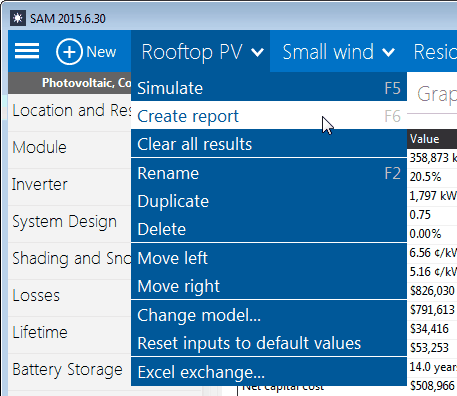 SAM 2015.6.30
New Rooftop PV Small wind
Photovoltaic, Co
Simulate F5
Grap
Location and Res
Create report F6
Clear all results
Value
Module
358,873 k
Rename F2
20.5%
Inverter
Duplicate
1,797 kW
System Design
Delete
0.75
0.00%
Shading and Sno
Move left
6.56 ¢/kW
5.16 ¢/kW
Losses
Move right
$826,030
$791,613
Lifetime
Change model...
$34,416
Reset inputs to default values
$53,253
Battery Storage
Excel exchange...
14.0 years
Net capital cost
$508,966